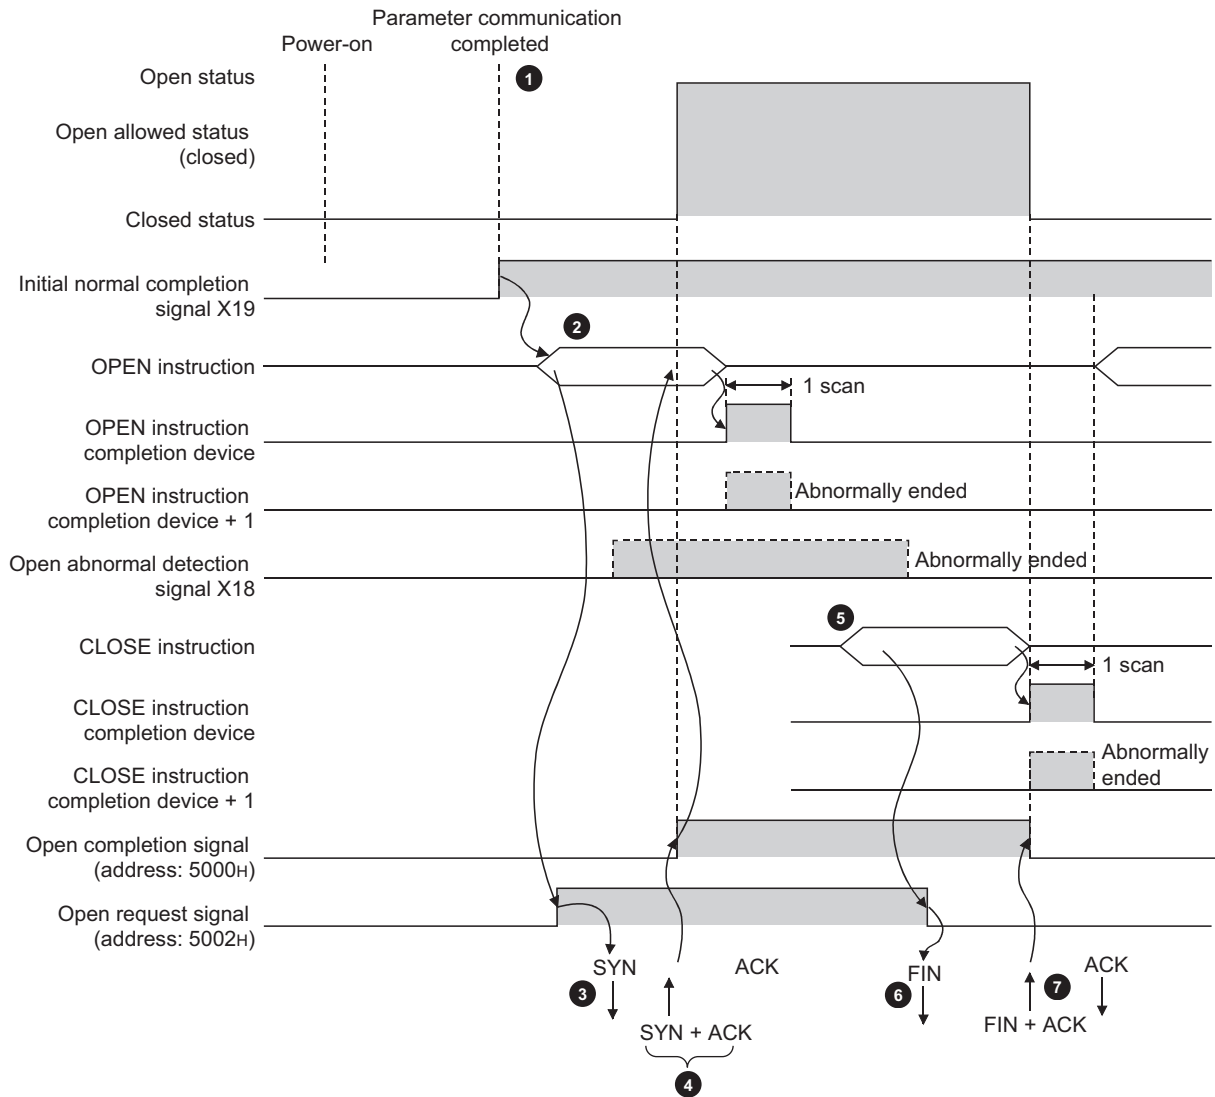 Parameter communication
Power-on
completed
1
Open status
Open allowed status
(closed)
Closed status
Initial normal completion
signal X19
2
OPEN instruction
1 scan
OPEN instruction
completion device
OPEN instruction
completion device + 1
Abnormally ended
Open abnormal detection
signal X18
Abnormally ended
5
CLOSE instruction
1 scan
CLOSE instruction
completion device
CLOSE instruction
completion device + 1
Abnormally
ended
Open completion signal
(address: 5000H)
Open request signal
(address: 5002H)
SYN
ACK
FIN
ACK
3
6
7
SYN + ACK
FIN + ACK
4